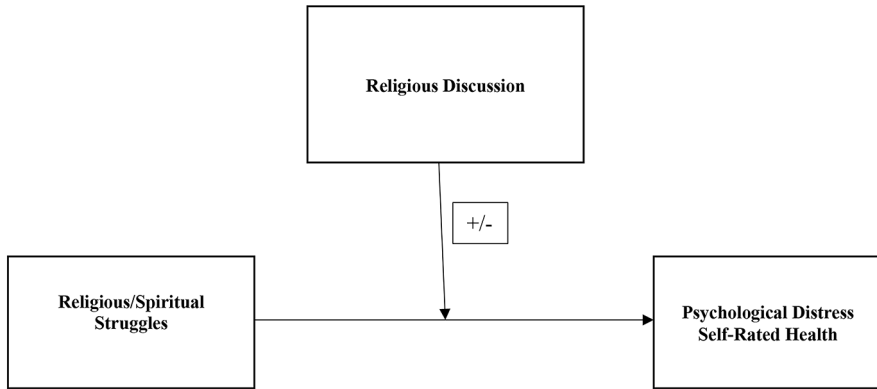 Religious Discussion
+/-
Religious/Spiritual
Struggles
Psychological Distress
Self-Rated Health